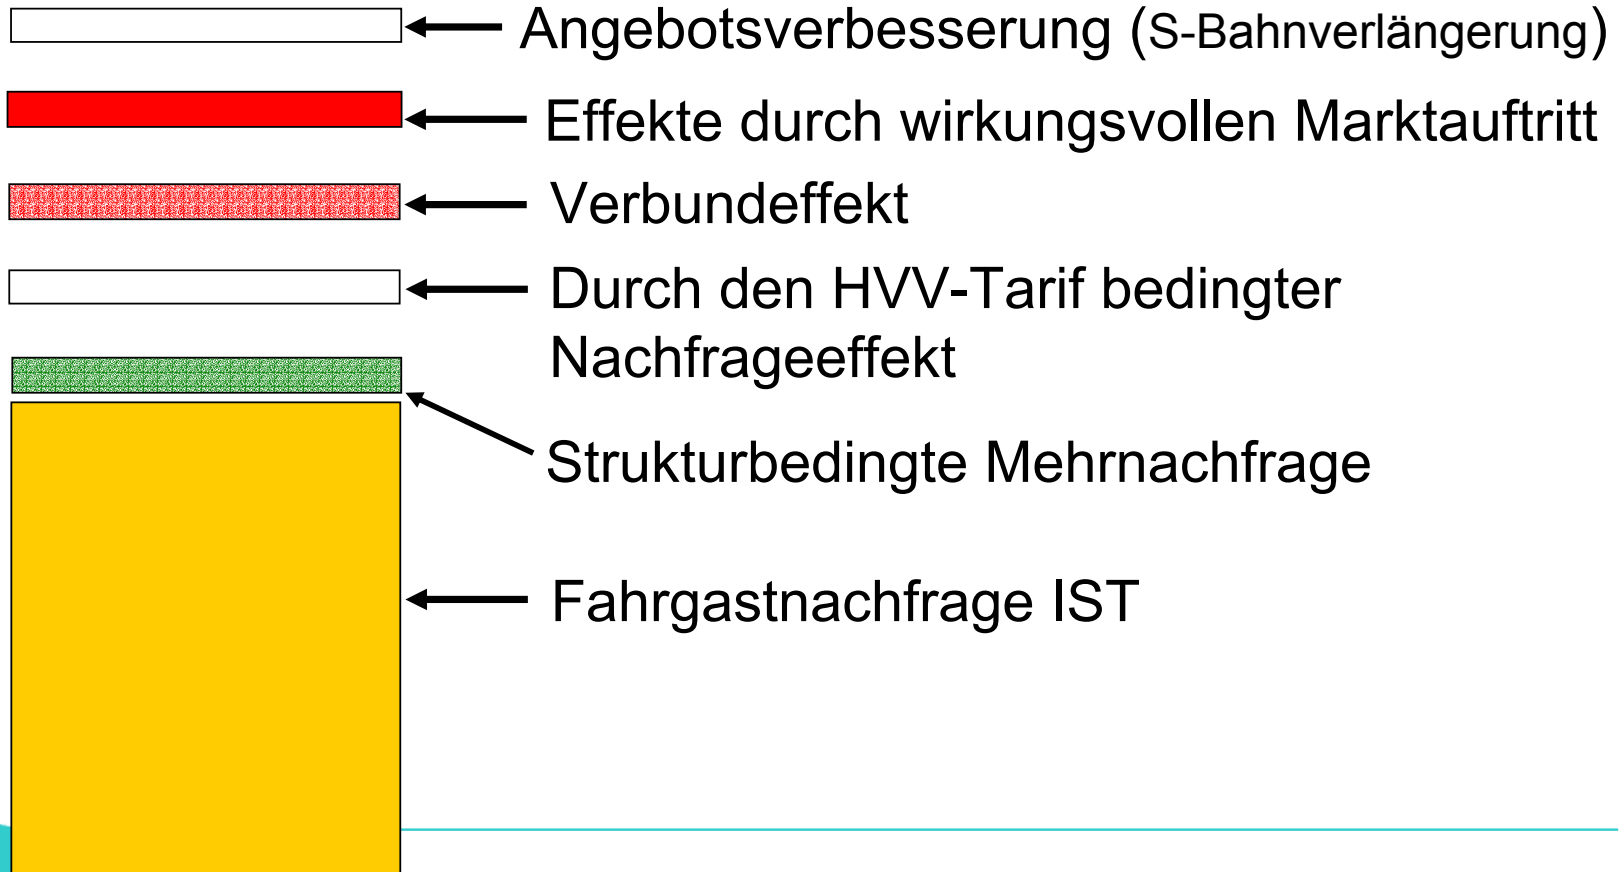 Angebotsverbesserung (S-Bahnverlängerung)
Effekte durch wirkungsvollen Marktauftritt
Verbundeffekt
Durch den HVV-Tarif bedingter
Nachfrageeffekt
Strukturbedingte Mehrnachfrage
Fahrgastnachfrage IST